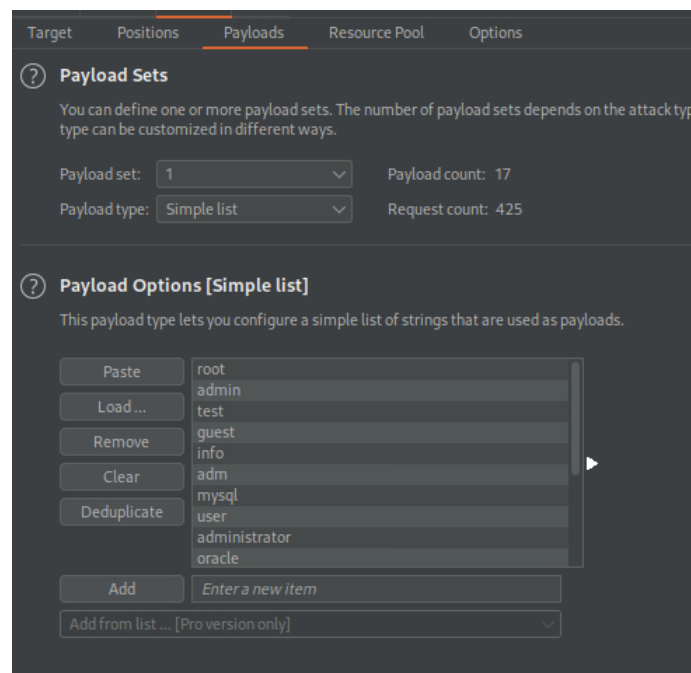 Target Positions Payloads Resource Pool Options
? Payload Sets
You can define one or more payload sets. The number of payload sets depends on the attack typ
type can be customized in different ways.
Payload set: 1 Payload count: 17
Payload type: Simple list Request count: 425
? Payload Options [Simple list]
This payload type lets you configure a simple list of strings that are used as payloads.
Paste
Load ...
Remove
Clear
Deduplicate
root
admin
test
guest
info
adm
mysql
user
administrator
oracle
Add Enter a new item
Add from list ... [Pro version only]